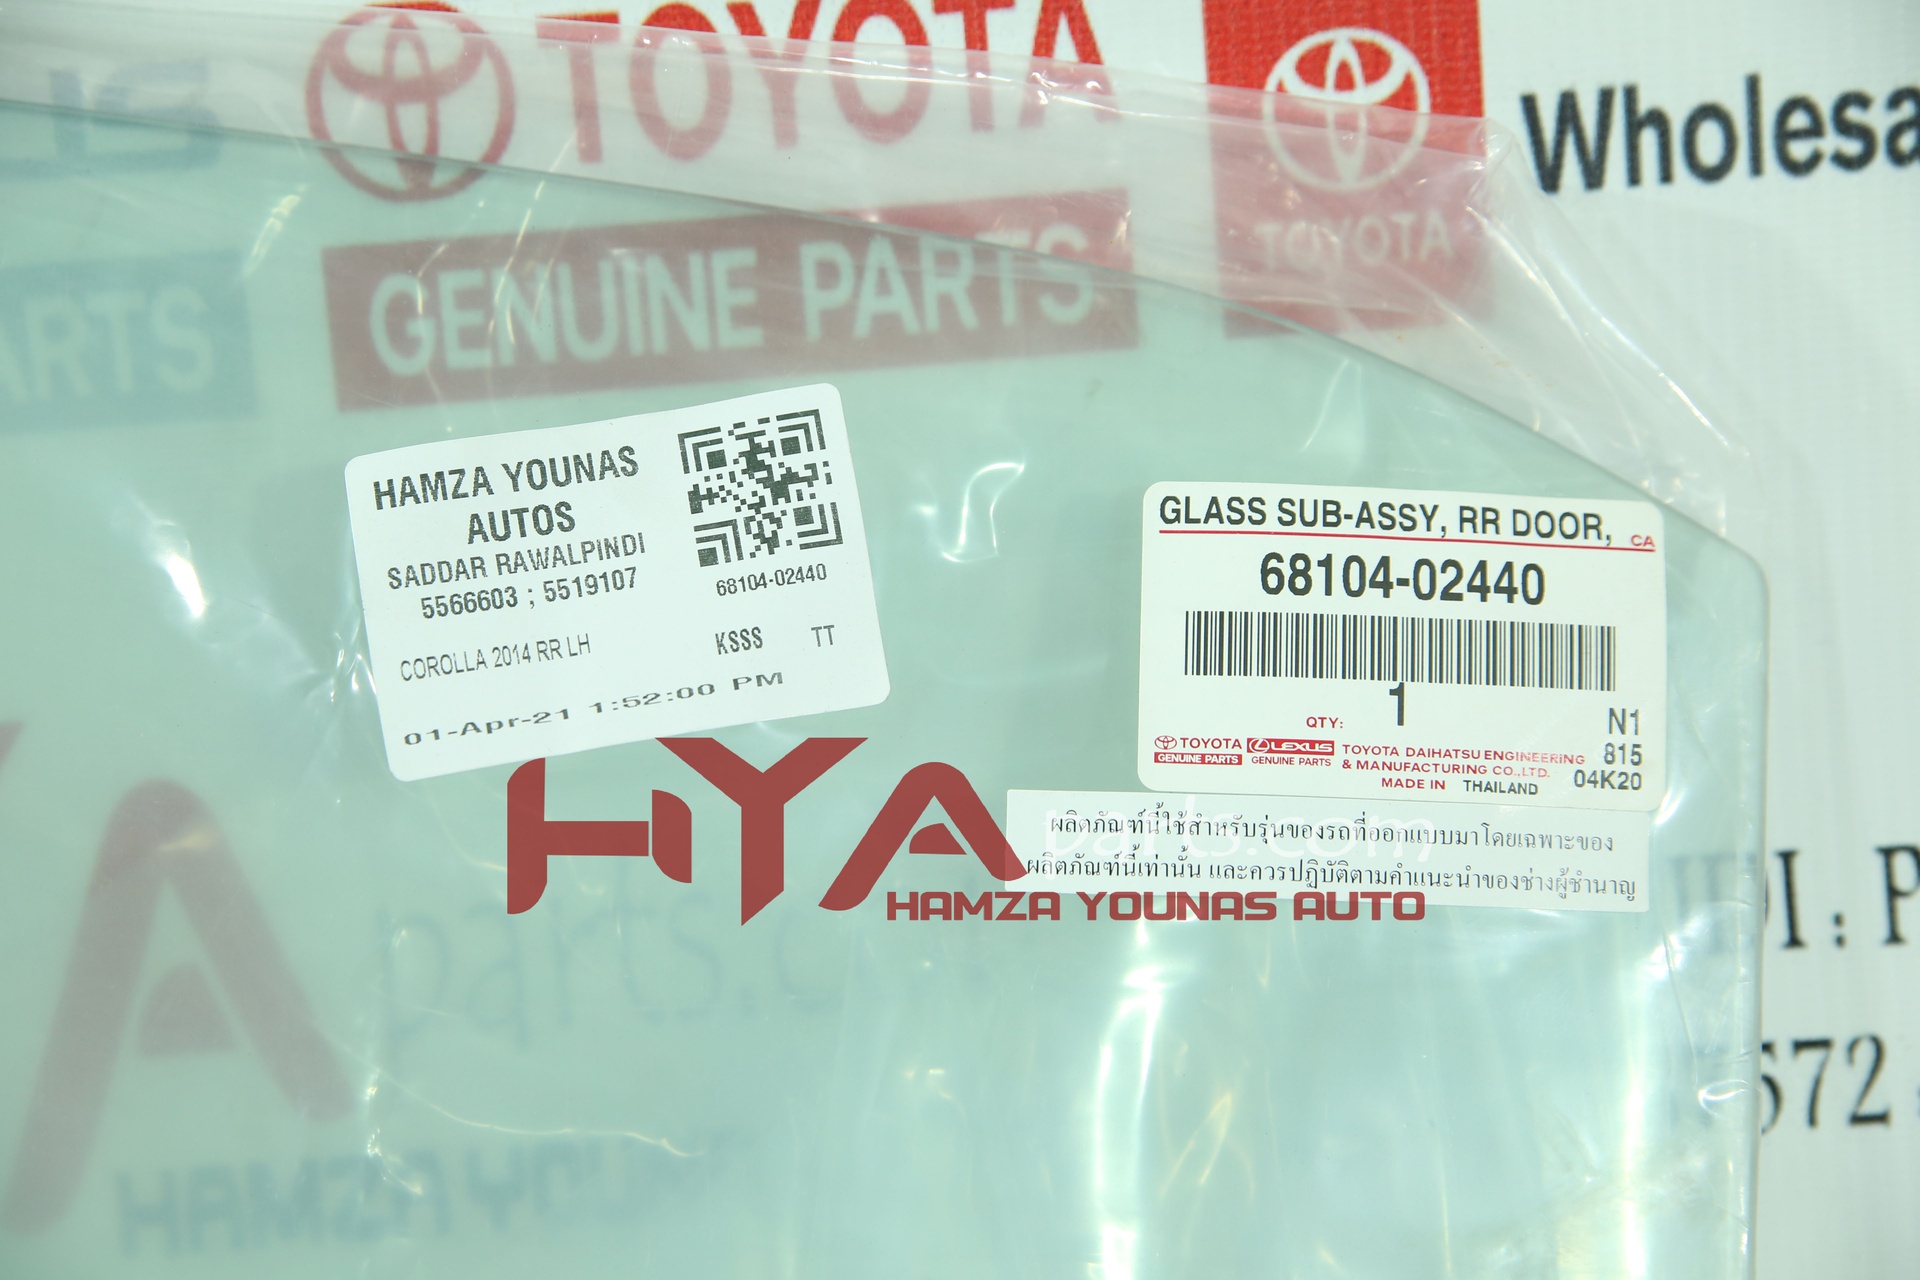 TOYOTA
GENUINE PARTS
TOYOTA
ARTS
HAMZA YOUNAS
AUTOS
SADDAR RAWALPINDI
5566603 ; 5519107
68104-02440
COROLLA 2014 RR LH
KSSS TT
01-Apr-21 1:52:00 PM
GLASS SUB-ASSY, RR DOOR, CA
68104-02440
QTY: 1
N1
815
04K20
TOYOTA
GENUINE PARTS
LEXUS
GENUINE PARTS
TOYOTA DAIHATSU ENGINEERING
& MANUFACTURING CO., LTD.
MADE IN THAILAND
ผลิตภัณฑ์นี้ใช้สำหรับรุ่นของรถที่ออกแบบมาโดยเฉพาะของ
ผลิตภัณฑ์นี้เท่านั้น และควรปฏิบัติตามคำแนะนำของช่างผู้ชำนาญ
HYA
parts.com
HAMZA YOUNAS AUTO
parts.c
HAMZA YOU
DI : P
672